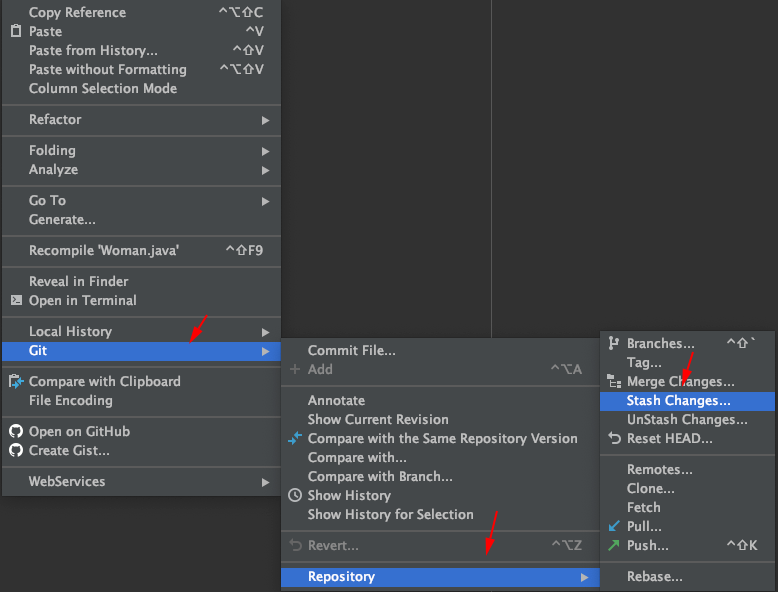 Copy Reference ^⌥⇧C
Paste ^V
Paste from History... ^⇧V
Paste without Formatting ^⌥⇧V
Column Selection Mode
Refactor
Folding
Analyze
Go To
Generate...
Recompile 'Woman.java' ^⇧F9
Reveal in Finder
Open in Terminal
Local History
Git
Compare with Clipboard
File Encoding
Open on GitHub
Create Gist...
WebServices
Commit File...
Add ^⌥A
Annotate
Show Current Revision
Compare with the Same Repository Version
Compare with...
Compare with Branch...
Show History
Show History for Selection
Revert... ^⌥Z
Repository
Branches... ^⇧`
Tag...
Merge Changes...
Stash Changes...
UnStash Changes...
Reset HEAD...
Remotes...
Clone...
Fetch
Pull...
Push... ^⇧K
Rebase...